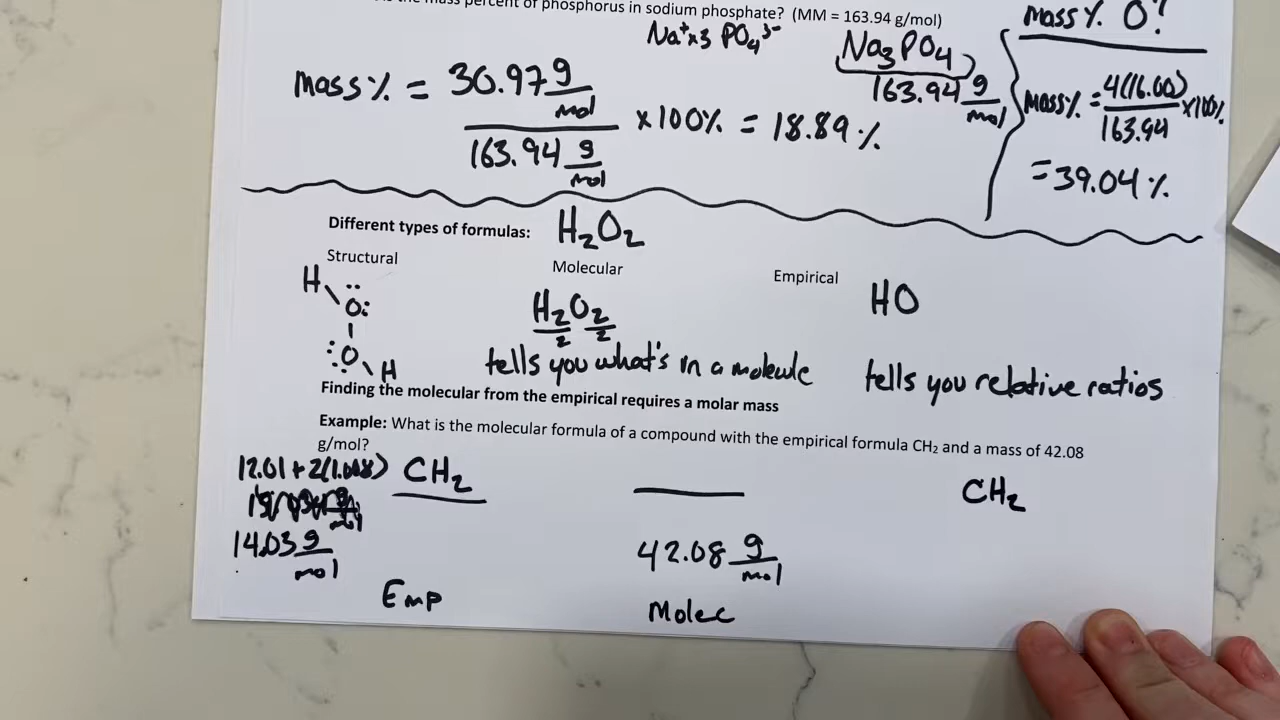 the mass percent of phosphorus in sodium phosphate? (MM = 163.94 g/mol)
Na⁺x3 PO₄³⁻
Na₃PO₄
163.94 g/mol
mass % = 30.97 g/mol / 163.94 g/mol x100% = 18.89 %
mass %. O?
mass % = 4(16.00) / 163.94 x100%
= 39.04 %
Different types of formulas: H₂O₂
Structural Molecular Empirical
H
O
O
H
H₂O₂
2 2
HO
tells you what's in a molecule
tells you relative ratios
Finding the molecular from the empirical requires a molar mass
Example: What is the molecular formula of a compound with the empirical formula CH₂ and a mass of 42.08
g/mol?
12.01 + 2(1.008) CH₂
CH₂
14.03 g/mol
42.08 g/mol
Emp
Molec